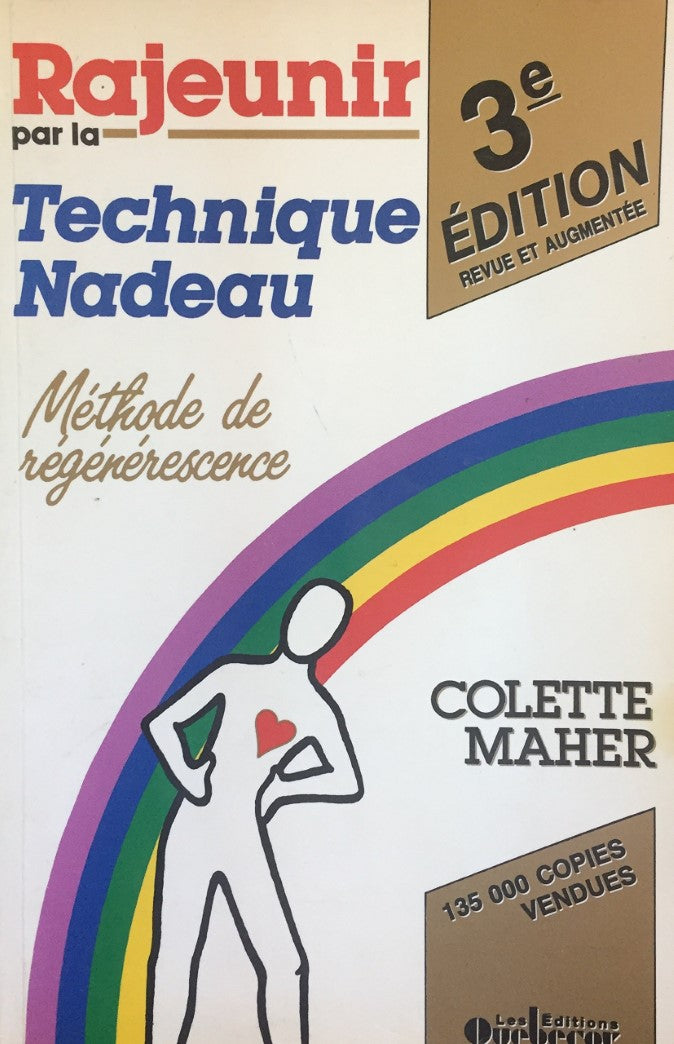 Rajeunir
par la
Technique
Nadeau
Méthode de
régénérescence
3e
ÉDITION
REVUE ET AUGMENTÉE
COLETTE
MAHER
135 000 COPIES
VENDUES
Les Editions
Quebecor